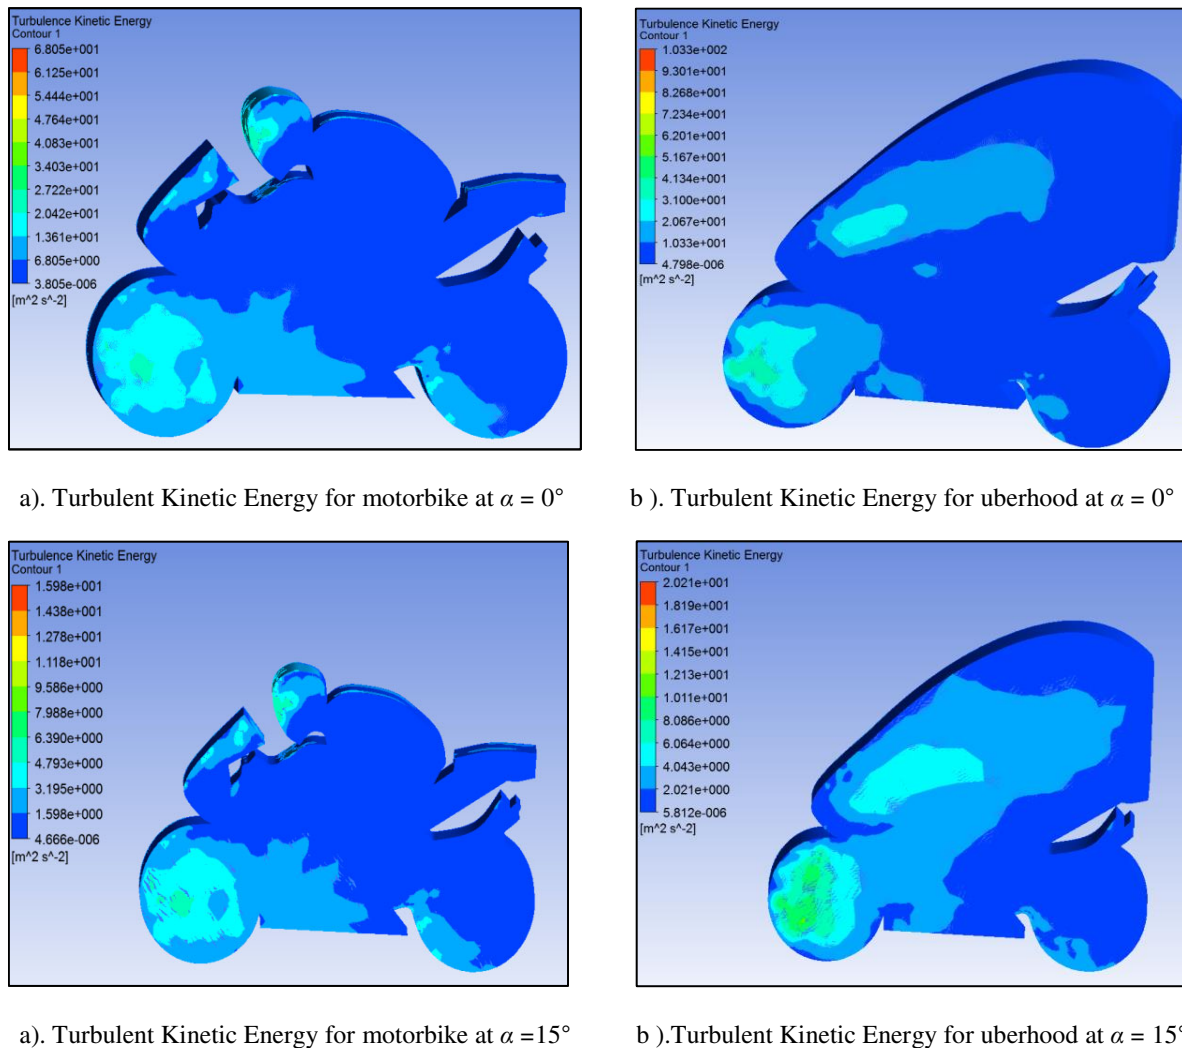 Turbulence Kinetic Energy
Contour 1
6.805e+001
6.125e+001
5.444e+001
4.764e+001
4.083e+001
3.403e+001
2.722e+001
2.042e+001
1.361e+001
6.805e+000
3.805e-006
[m^2 s^-2]
Turbulence Kinetic Energy
Contour 1
1.033e+002
9.301e+001
8.268e+001
7.234e+001
6.201e+001
5.167e+001
4.134e+001
3.100e+001
2.067e+001
1.033e+001
4.798e-006
[m^2 s^-2]
a). Turbulent Kinetic Energy for motorbike at α = 0°
b ). Turbulent Kinetic Energy for uberhood at α = 0°
Turbulence Kinetic Energy
Contour 1
1.598e+001
1.438e+001
1.278e+001
1.118e+001
9.586e+000
7.988e+000
6.390e+000
4.793e+000
3.195e+000
1.598e+000
4.666e-006
[m^2 s^-2]
Turbulence Kinetic Energy
Contour 1
2.021e+001
1.819e+001
1.617e+001
1.415e+001
1.213e+001
1.011e+001
8.086e+000
6.064e+000
4.043e+000
2.021e+000
5.812e-006
[m^2 s^-2]
a). Turbulent Kinetic Energy for motorbike at α =15°
b ).Turbulent Kinetic Energy for uberhood at α = 15°